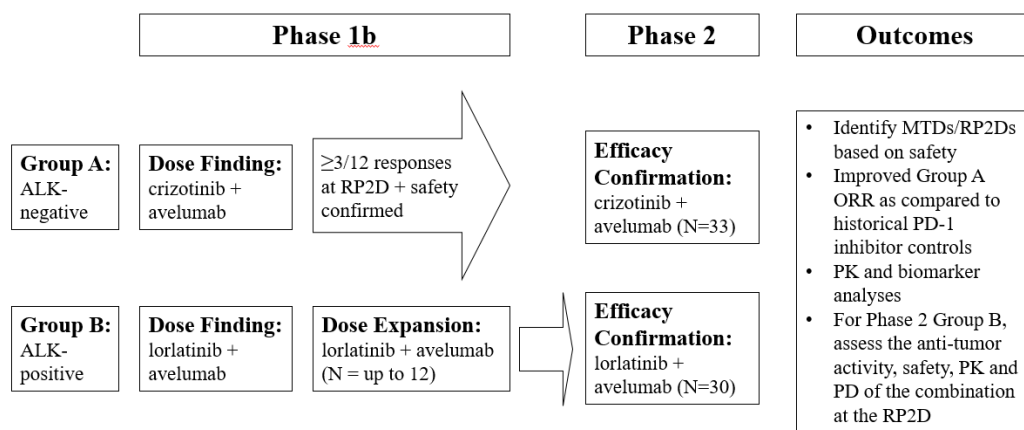 Phase 1b
Phase 2
Outcomes
Group A:
ALK-
negative
Dose Finding:
crizotinib +
avelumab
≥3/12 responses
at RP2D + safety
confirmed
Efficacy
Confirmation:
crizotinib +
avelumab (N=33)
Group B:
ALK-
positive
Dose Finding:
lorlatinib +
avelumab
Dose Expansion:
lorlatinib + avelumab
(N = up to 12)
Efficacy
Confirmation:
lorlatinib +
avelumab (N=30)
• Identify MTDs/RP2Ds
based on safety
• Improved Group A
ORR as compared to
historical PD-1
inhibitor controls
• PK and biomarker
analyses
• For Phase 2 Group B,
assess the anti-tumor
activity, safety, PK and
PD of the combination
at the RP2D